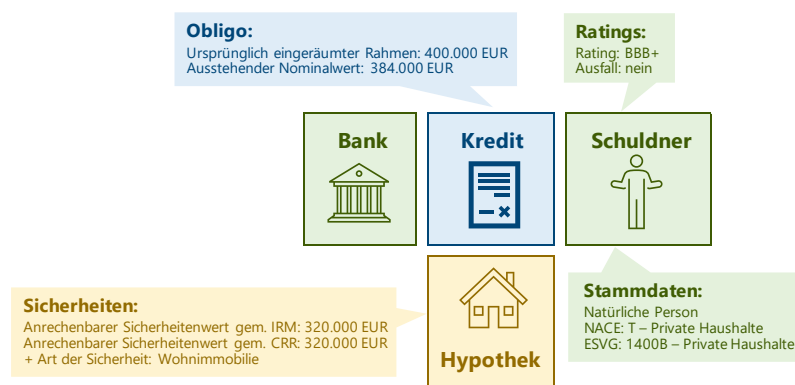 Obligo:
Ursprünglich eingeräumter Rahmen: 400.000 EUR
Ausstehender Nominalwert: 384.000 EUR
Ratings:
Rating: BBB+
Ausfall: nein
Bank
Kredit
Schuldner
Sicherheiten:
Anrechenbarer Sicherheitenwert gem. IRM: 320.000 EUR
Anrechenbarer Sicherheitenwert gem. CRR: 320.000 EUR
+ Art der Sicherheit: Wohnimmobilie
Hypothek
Stammdaten:
Natürliche Person
NACE: T – Private Haushalte
ESVG: 1400B – Private Haushalte